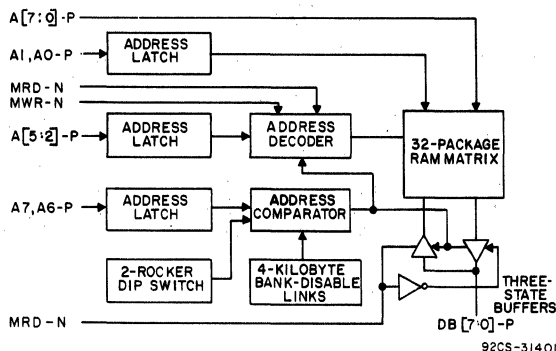 A[7:0]-P
A1,A0-P
ADDRESS
LATCH
MRD-N
MWR-N
A[5:2]-P
ADDRESS
LATCH
ADDRESS
DECODER
32-PACKAGE
RAM MATRIX
A7,A6-P
ADDRESS
LATCH
ADDRESS
COMPARATOR
2-ROCKER
DIP SWITCH
4-KILOBYTE
BANK-DISABLE
LINKS
THREE-
STATE
BUFFERS
MRD-N
DB[7:0]-P
92CS-31401